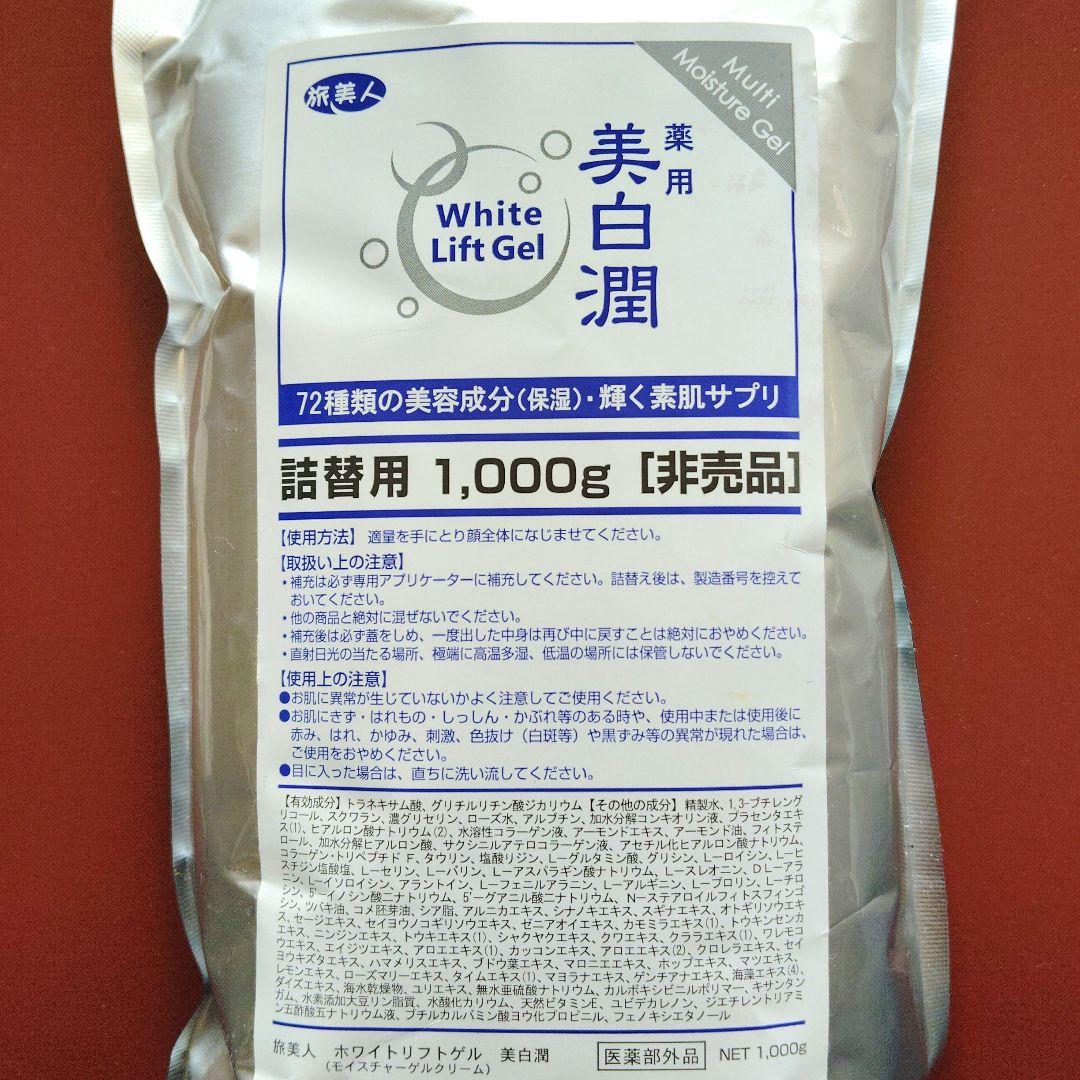 旅美人
Multi
Moisture Gel
薬用
美白潤
White
Lift Gel
72種類の美容成分(保湿)・輝く素肌サプリ
詰替用 1,000g [非売品]
【使用方法】 適量を手にとり顔全体になじませてください。
【取扱い上の注意】
・補充は必ず専用アプリケーターに補充してください。詰替え後は、製造番号を控えて
おいてください。
・他の商品と絶対に混ぜないでください。
・補充後は必ず蓋をしめ、一度出した中身は再び中に戻すことは絶対におやめください。
・直射日光の当たる場所、極端に高温多湿、低温の場所には保管しないでください。
【使用上の注意】
●お肌に異常が生じていないかよく注意してご使用ください。
●お肌にきず・はれもの・しっしん・かぶれ等のある時や、使用中または使用後に
赤み、はれ、かゆみ、刺激、色抜け(白斑等)や黒ずみ等の異常が現れた場合は、
ご使用をおやめください。
●目に入った場合は、直ちに洗い流してください。
【有効成分】トラネキサム酸、グリチルリチン酸ジカリウム【その他の成分】精製水、1,3-ブチレング
リコール、スクワラン、濃グリセリン、ローズ水、アルブチン、加水分解コンキオリン液、プラセンタエキ
ス(1)、ヒアルロン酸ナトリウム(2)、水溶性コラーゲン液、アーモンドエキス、アーモンド油、フィトステ
ロール、加水分解ヒアルロン酸、サクシニルアテロコラーゲン液、アセチル化ヒアルロン酸ナトリウム、
コラーゲン・トリペプチド F、タウリン、塩酸リジン、L-グルタミン酸、グリシン、L-ロイシン、L-ヒ
スチジン塩酸塩、L-セリン、L-バリン、L-アスパラギン酸ナトリウム、L-スレオニン、DL-アラ
ニン、L-イソロイシン、アラントイン、L-フェニルアラニン、L-アルギニン、L-プロリン、L-チロ
シン、5'-イノシン酸二ナトリウム、5'-グアニル酸二ナトリウム、N-ステアロイルフィトスフィンゴ
シン、ツバキ油、コメ胚芽油、シア脂、アルニカエキス、シナノキエキス、スギナエキス、オトギリソウエキ
ス、セージエキス、セイヨウノコギリソウエキス、ゼニアオイエキス、カモミラエキス(1)、トウキンセンカ
エキス、ニンジンエキス、トウキエキス(1)、シャクヤクエキス、クワエキス、クララエキス(1)、ワレモコ
ウエキス、エイジツエキス、アロエエキス(1)、カッコンエキス、アロエエキス(2)、クロレラエキス、セイ
ヨウキズタエキス、ハマメリスエキス、ブドウ葉エキス、マロニエエキス、ホップエキス、マツエキス、
レモンエキス、ローズマリーエキス、タイムエキス(1)、マヨラナエキス、ゲンチアナエキス、海藻エキス(4)、
ダイズエキス、海水乾燥物、ユリエキス、無水亜硫酸ナトリウム、カルボキシビニルポリマー、キサンタン
ガム、水素添加大豆リン脂質、水酸化カリウム、天然ビタミンE、ユビデカレノン、ジエチレントリアミ
ン五酢酸五ナトリウム液、ブチルカルバミン酸ヨウ化プロピニル、フェノキシエタノール
旅美人 ホワイトリフトゲル 美白潤 医薬部外品 NET 1,000g
(モイスチャーゲルクリーム)